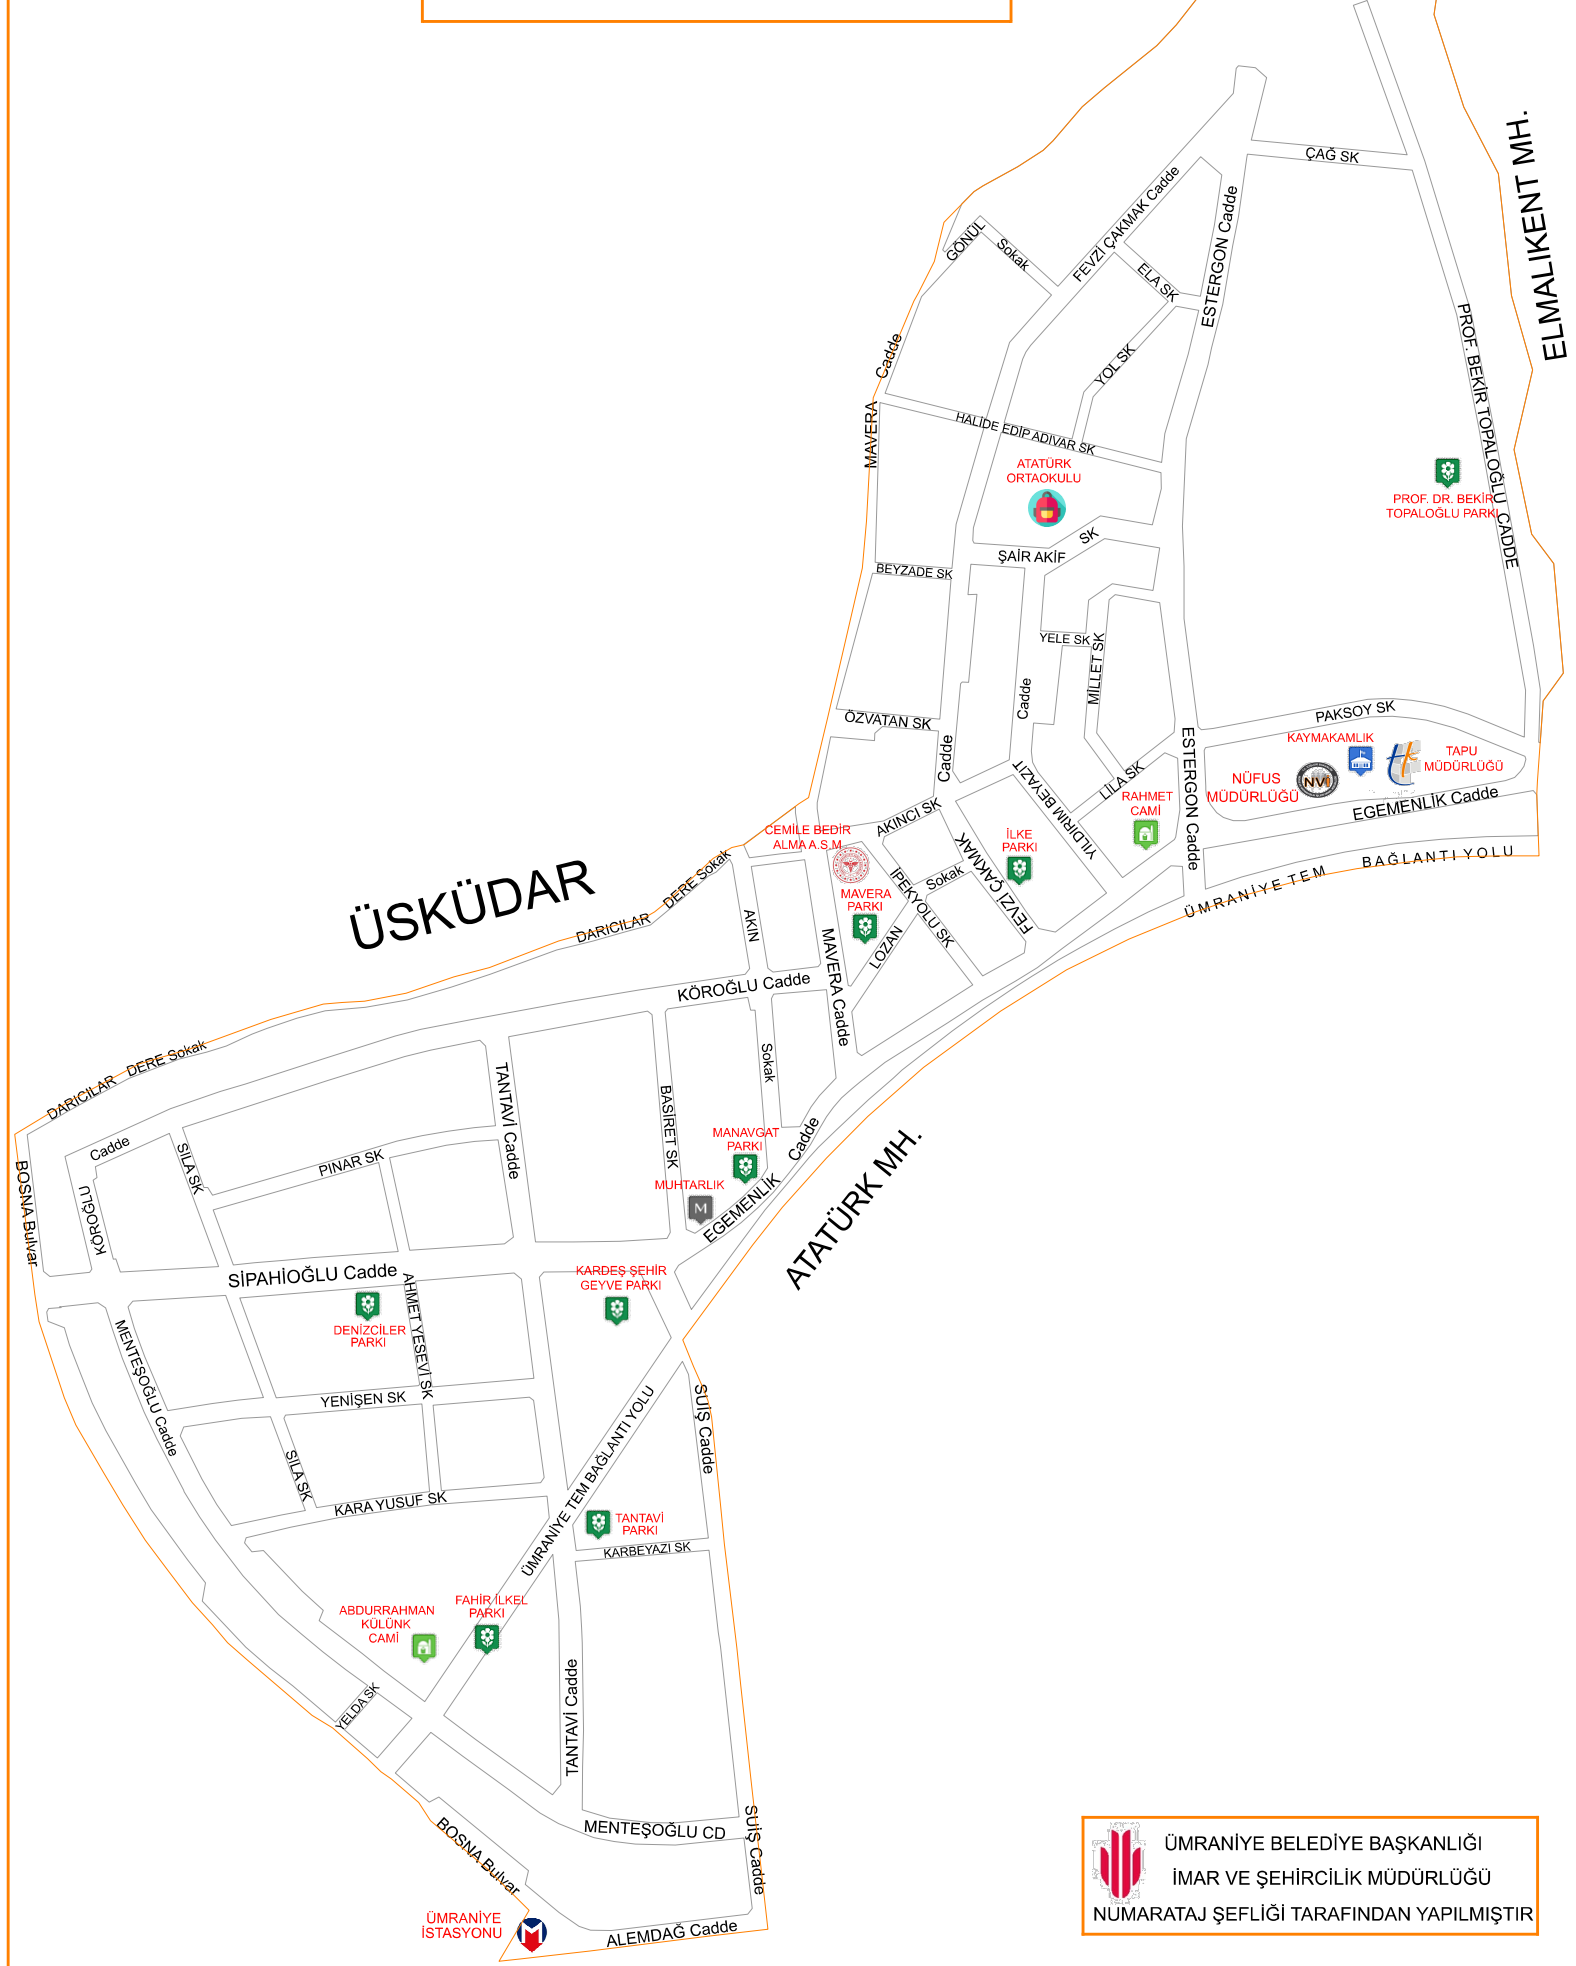 ÇAĞ SK
ELMALIKENT MH.
FEVZİ ÇAKMAK Cadde
ESTERGON Cadde
GÖNÜL
Sokak
ELA SK
YOL SK
MAVERA
Cadde
HALİDE EDİP ADIVAR SK
PROF. BEKİR TOPALOĞLU CADDE
ATATÜRK
ORTAOKULU
PROF. DR. BEKİR
TOPALOĞLU PARKI
ŞAİR AKİF
SK
BEYZADE SK
YELE SK
MİLLET SK
Cadde
ÖZVATAN SK
Cadde
PAKSOY SK
KAYMAKAMLIK
TAPU
MÜDÜRLÜĞÜ
NÜFUS
MÜDÜRLÜĞÜ
NVİ
EGEMENLİK Cadde
ESTERGON Cadde
LİLA SK
RAHMET
CAMİ
YILDIRIM BEYAZIT
AKINCI SK
İLKE
PARKI
FEVZİ ÇAKMAK
CEMİLE BEDİR
ALMA A.S.M
MAVERA
PARKI
İPEKYOLU SK
Sokak
LOZAN
MAVERA Cadde
ÜMRANİYE TEM
BAĞLANTI YOLU
ÜSKÜDAR
DARICILAR
DERE Sokak
AKIN
Sokak
KÖROĞLU Cadde
DARICILAR
DERE Sokak
Cadde
KÖROĞLU
BOSNA Bulvar
SILA SK
PINAR SK
TANTAVİ Cadde
BASİRET SK
MANAVGAT
PARKI
MUHTARLIK
M
EGEMENLİK
Cadde
ATATÜRK MH.
SİPAHİOĞLU Cadde
KARDEŞ ŞEHİR
GEYVE PARKI
DENİZCİLER
PARKI
AHMET YESEVİ SK
MENTEŞOĞLU Cadde
YENİŞEN SK
SILA SK
KARA YUSUF SK
ÜMRANİYE TEM BAĞLANTI YOLU
SUİŞ Cadde
TANTAVİ
PARKI
KARBEYAZI SK
ABDURRAHMAN
KÜLÜNK
CAMİ
FAHİR İLKEL
PARKI
TANTAVİ Cadde
YELDA SK
MENTEŞOĞLU CD
SUİŞ Cadde
BOSNA Bulvar
ÜMRANİYE
İSTASYONU
M
ALEMDAĞ Cadde
ÜMRANİYE BELEDİYE BAŞKANLIĞI
İMAR VE ŞEHİRCİLİK MÜDÜRLÜĞÜ
NUMARATAJ ŞEFLİĞİ TARAFINDAN YAPILMIŞTIR